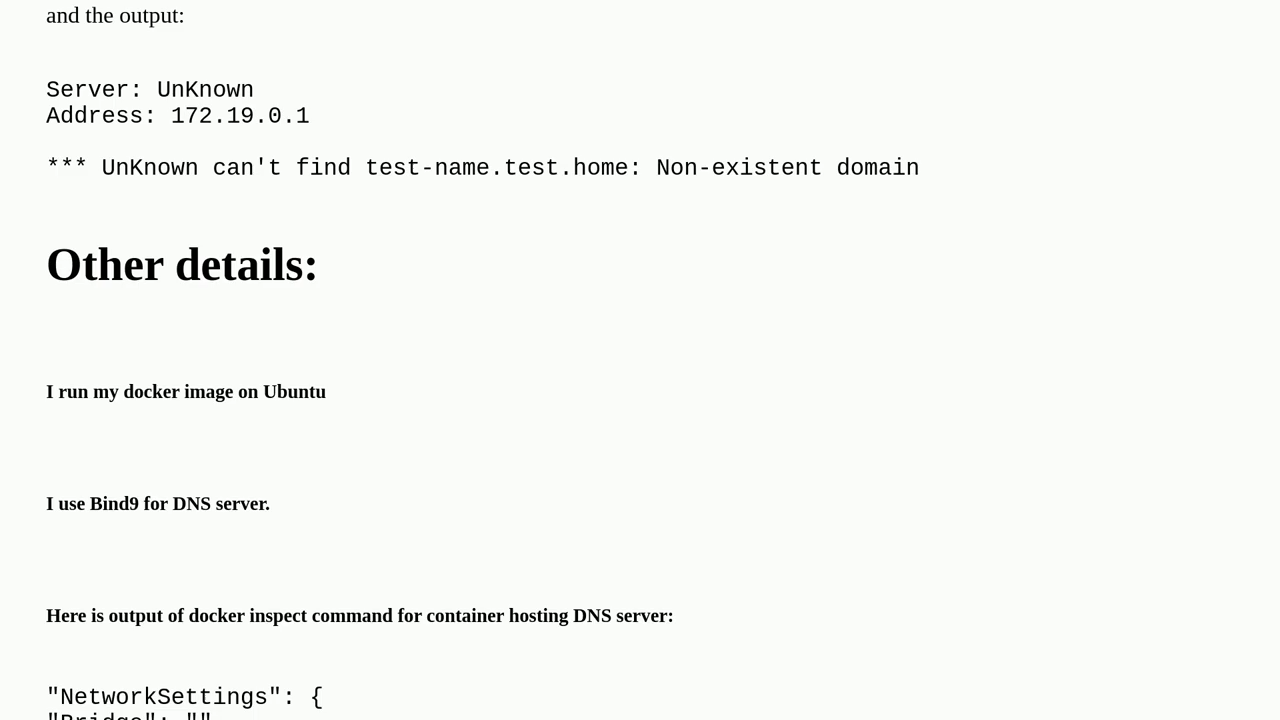 and the output:
Server: UnKnown
Address: 172.19.0.1
*** UnKnown can't find test-name.test.home: Non-existent domain
Other details:
I run my docker image on Ubuntu
I use Bind9 for DNS server.
Here is output of docker inspect command for container hosting DNS server:
"NetworkSettings": {
"Bridge": ""